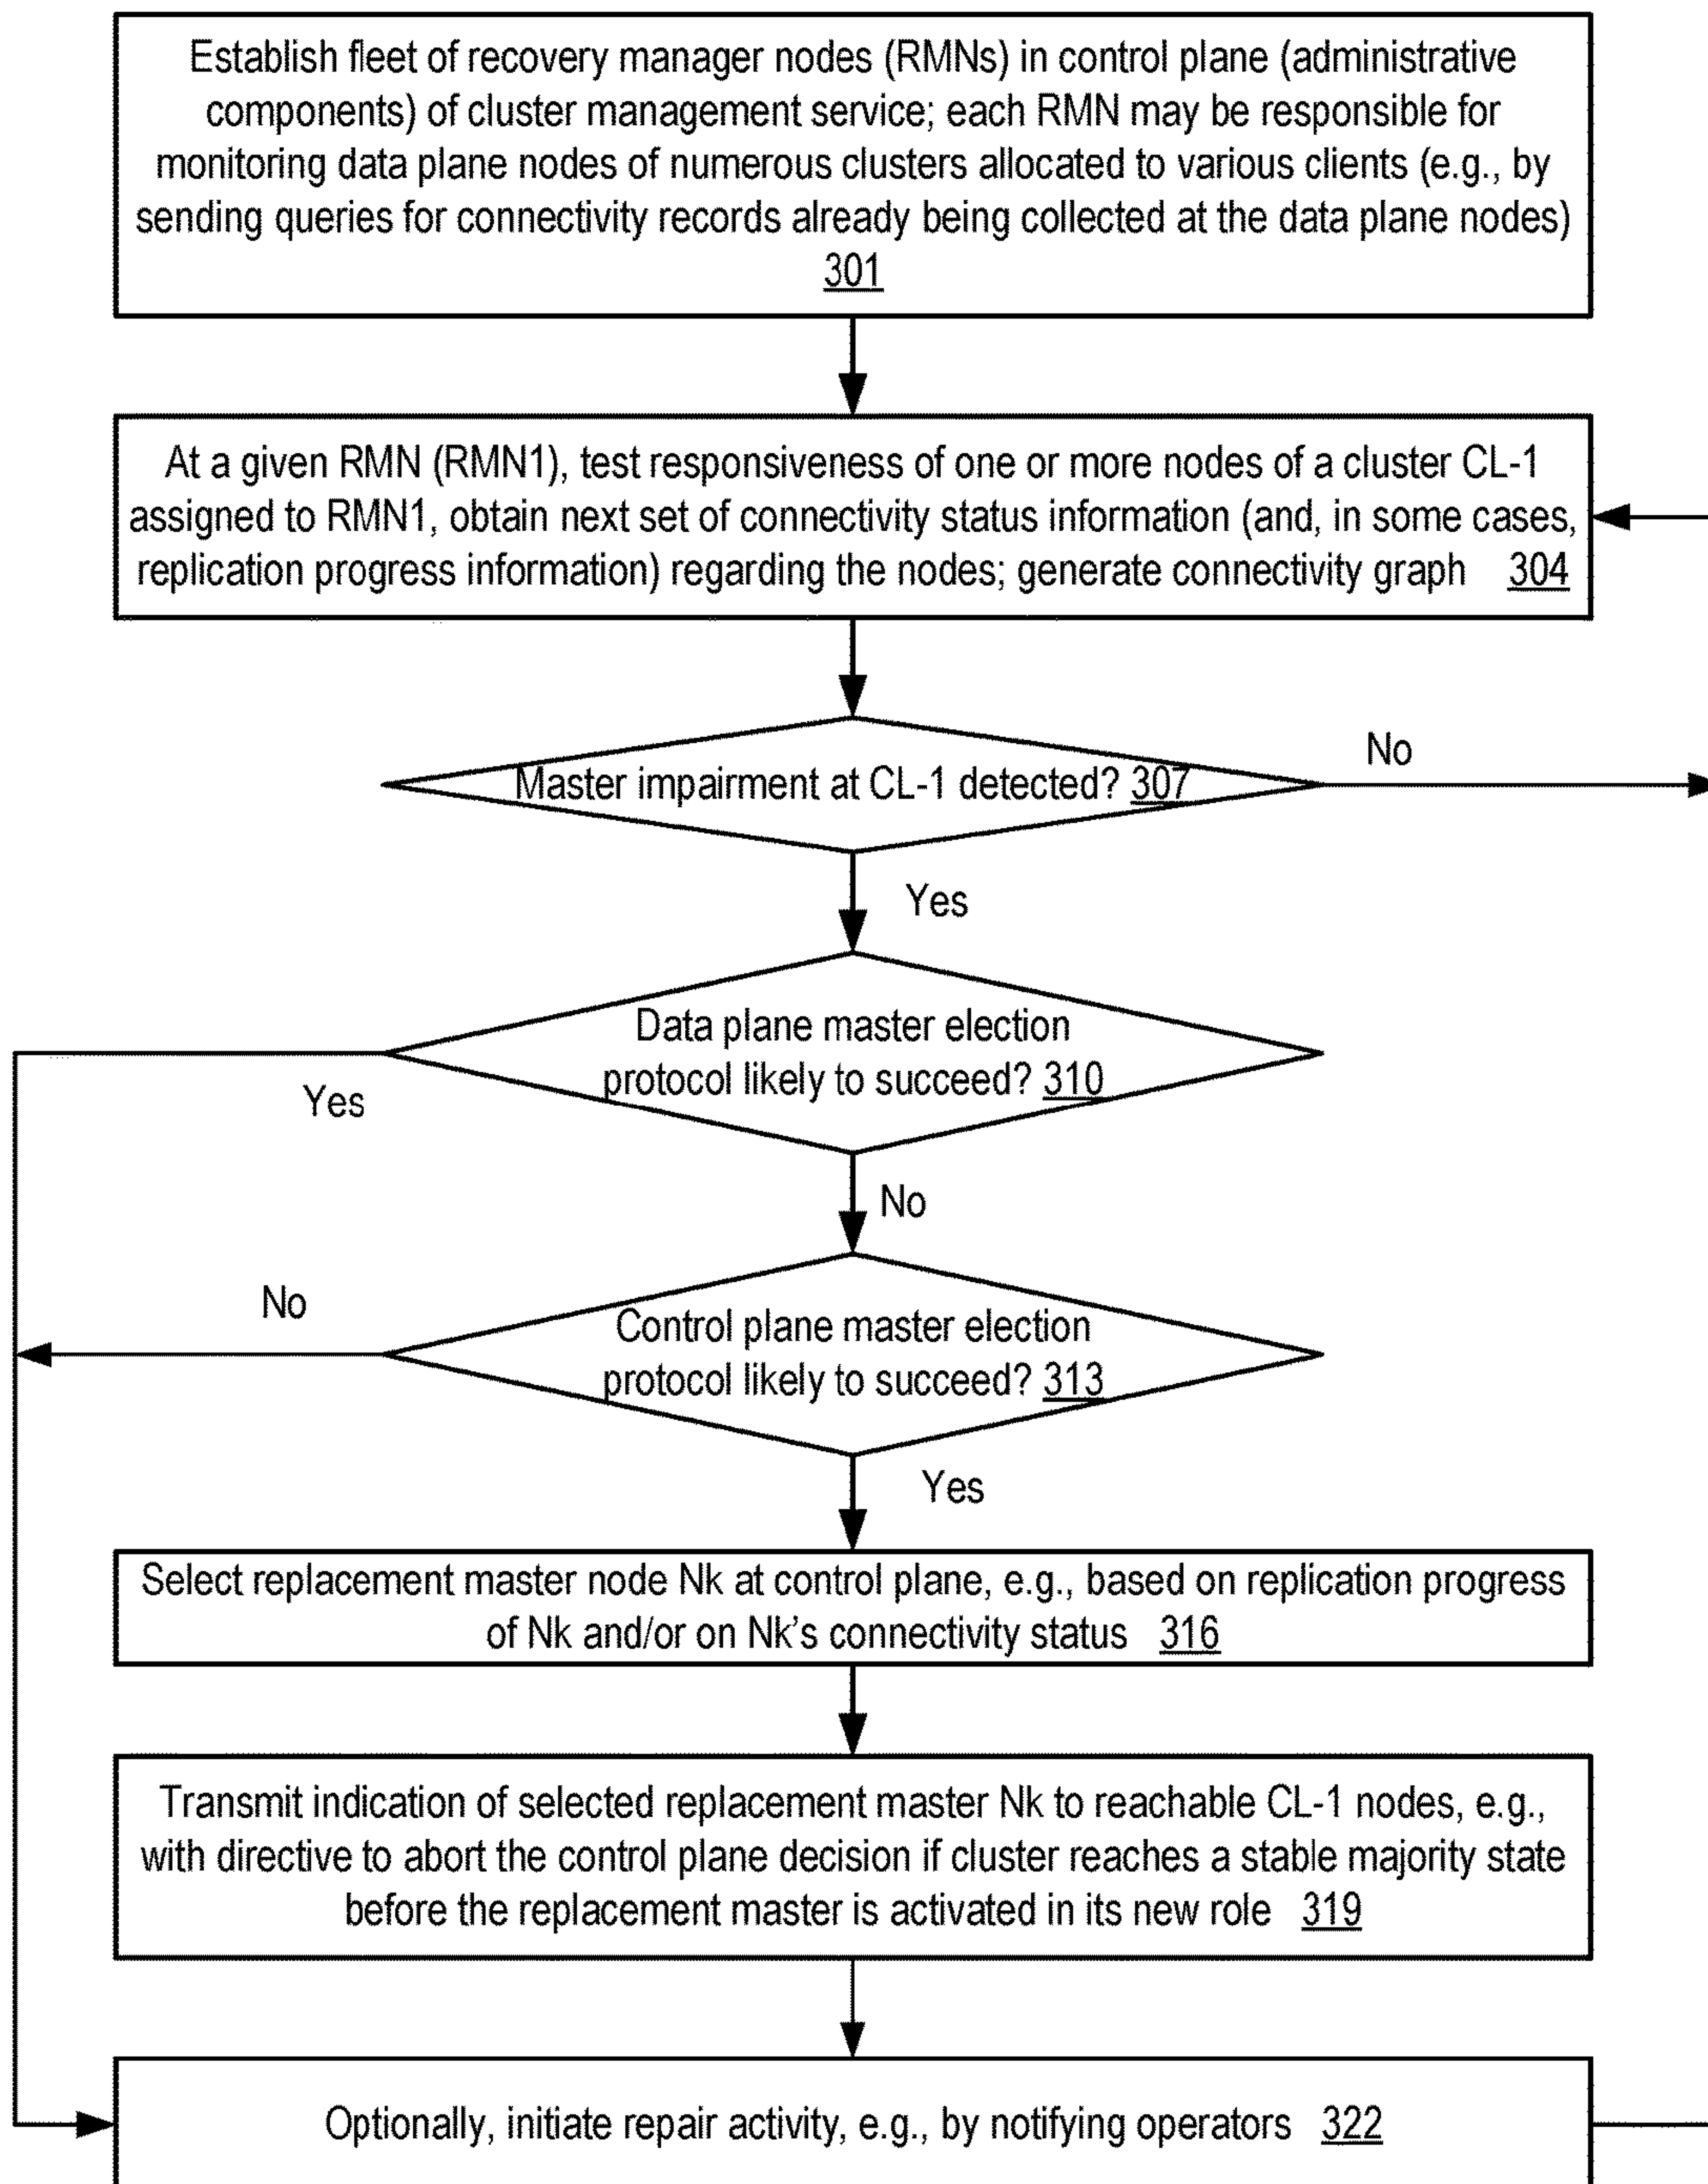 Establish fleet of recovery manager nodes (RMNs) in control plane (administrative
components) of cluster management service; each RMN may be responsible for
monitoring data plane nodes of numerous clusters allocated to various clients (e.g., by
sending queries for connectivity records already being collected at the data plane nodes)
301
At a given RMN (RMN1), test responsiveness of one or more nodes of a cluster CL-1
assigned to RMN1, obtain next set of connectivity status information (and, in some cases,
replication progress information) regarding the nodes; generate connectivity graph 304
Master impairment at CL-1 detected? 307
No
Yes
Data plane master election
protocol likely to succeed? 310
Yes
No
Control plane master election
protocol likely to succeed? 313
No
Yes
Select replacement master node Nk at control plane, e.g., based on replication progress
of Nk and/or on Nk's connectivity status 316
Transmit indication of selected replacement master Nk to reachable CL-1 nodes, e.g.,
with directive to abort the control plane decision if cluster reaches a stable majority state
before the replacement master is activated in its new role 319
Optionally, initiate repair activity, e.g., by notifying operators 322